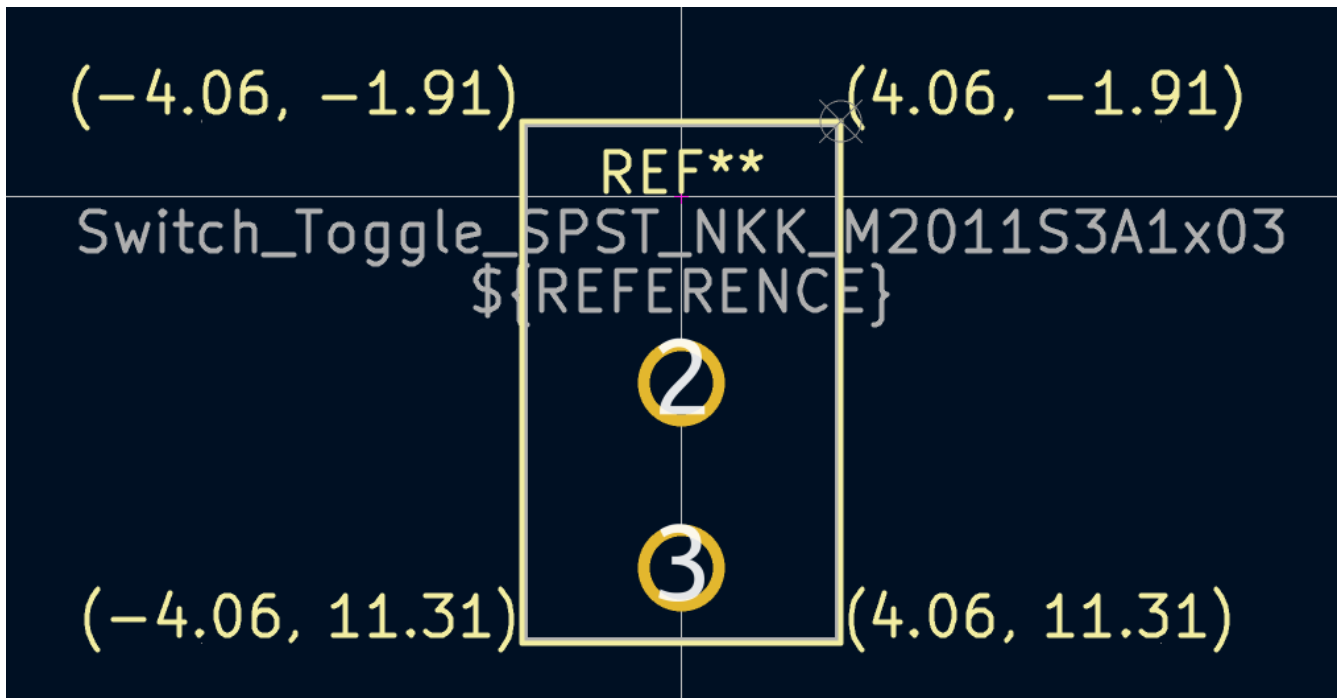 (-4.06, -1.91) (4.06, -1.91)
REF**
Switch_Toggle_SPST_NKK_M2011S3A1x03
${REFERENCE}
2
3
(-4.06, 11.31) (4.06, 11.31)